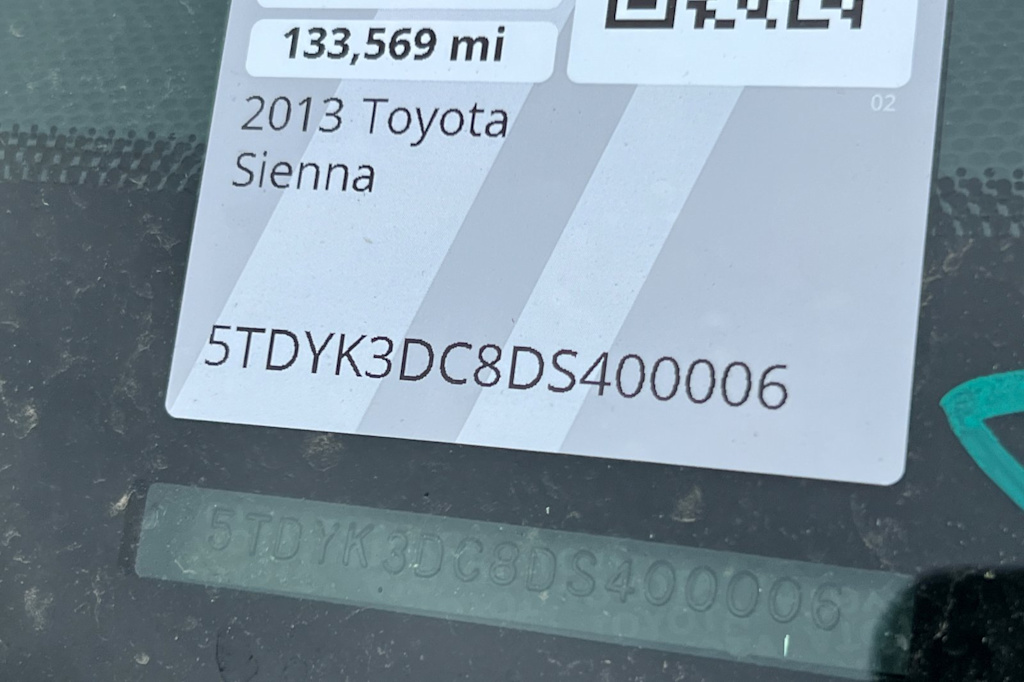 133,569 mi
02
2013 Toyota
Sienna
5TDYK3DC8DS400006
5TDYK3DC8DS400006